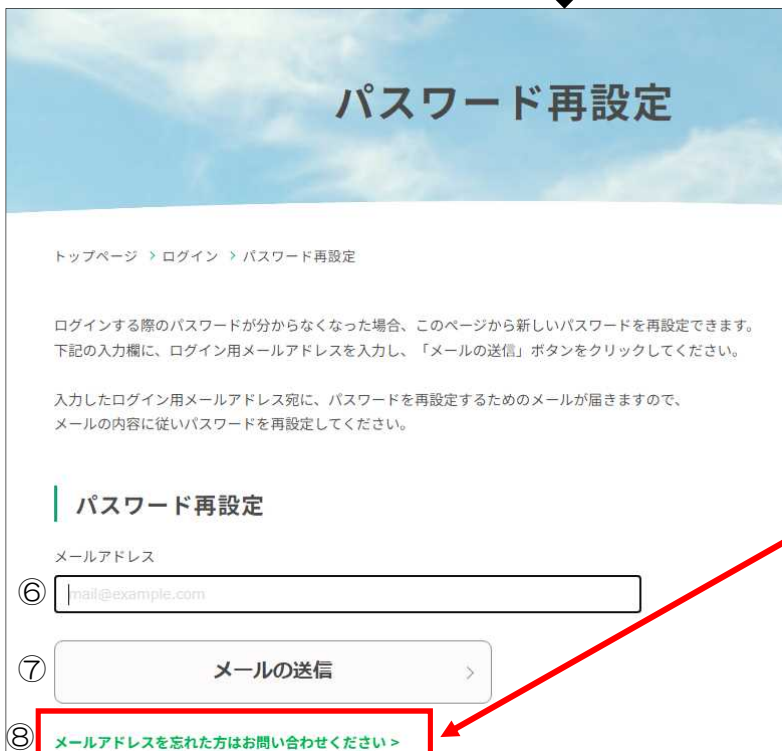 パスワード再設定
トップページ > ログイン > パスワード再設定
ログインする際のパスワードが分からなくなった場合、このページから新しいパスワードを再設定できます。
下記の入力欄に、ログイン用メールアドレスを入力し、「メールの送信」ボタンをクリックしてください。
入力したログイン用メールアドレス宛に、パスワードを再設定するためのメールが届きますので、
メールの内容に従いパスワードを再設定してください。
パスワード再設定
メールアドレス
⑥ mail@example.com
⑦ メールの送信 >
⑧ メールアドレスを忘れた方はお問い合わせください >